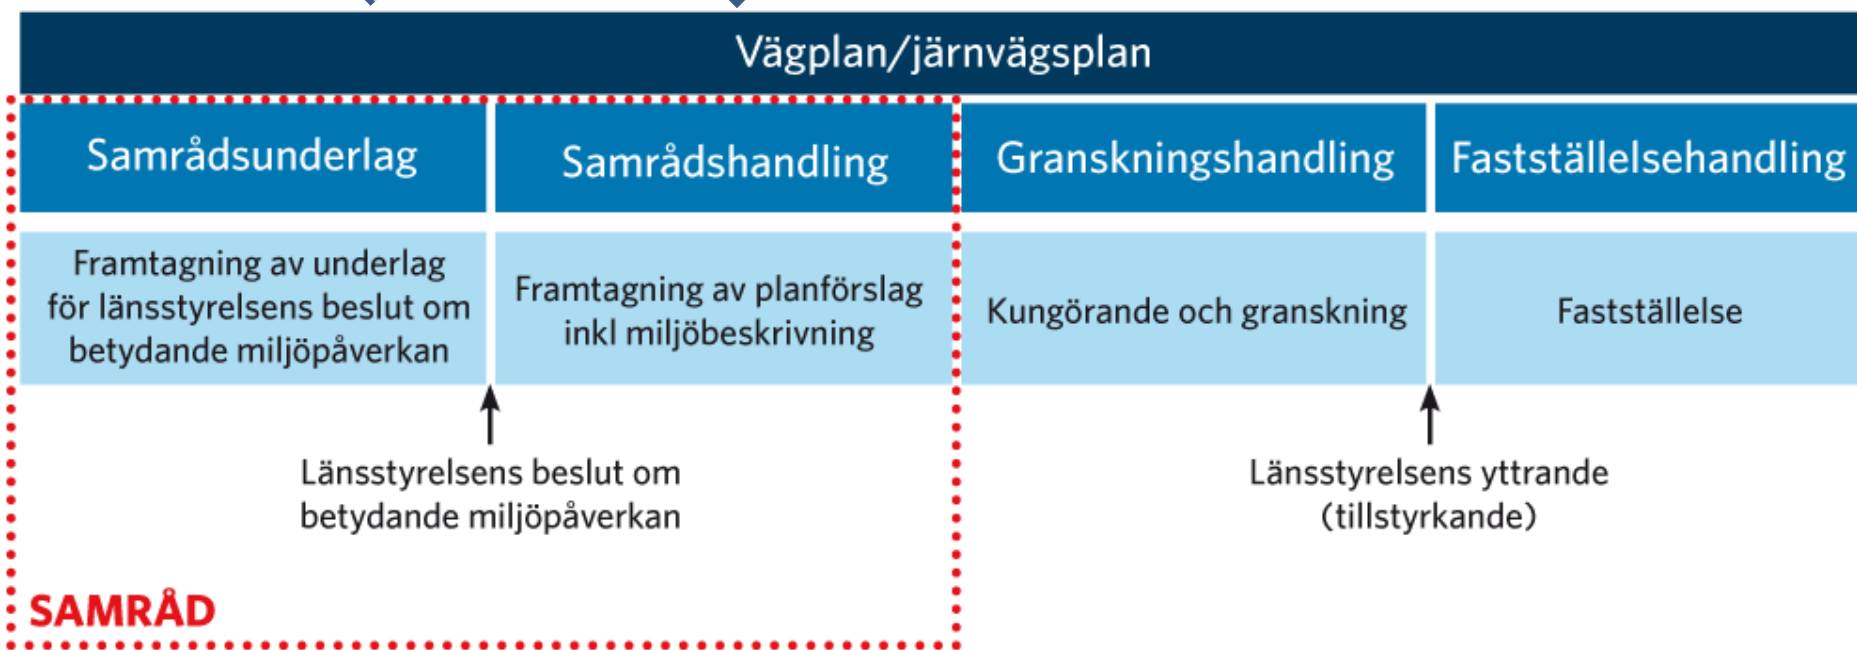 Vägplan/järnvägsplan
Samrådsunderlag
Samrådshandling
Granskningshandling
Fastställelsehandling
Framtagning av underlag
för länsstyrelsens beslut om
betydande miljöpåverkan
Framtagning av planförslag
inkl miljöbeskrivning
Kungörande och granskning
Fastställelse
Länsstyrelsens beslut om
betydande miljöpåverkan
Länsstyrelsens yttrande
(tillstyrkande)
SAMRÅD